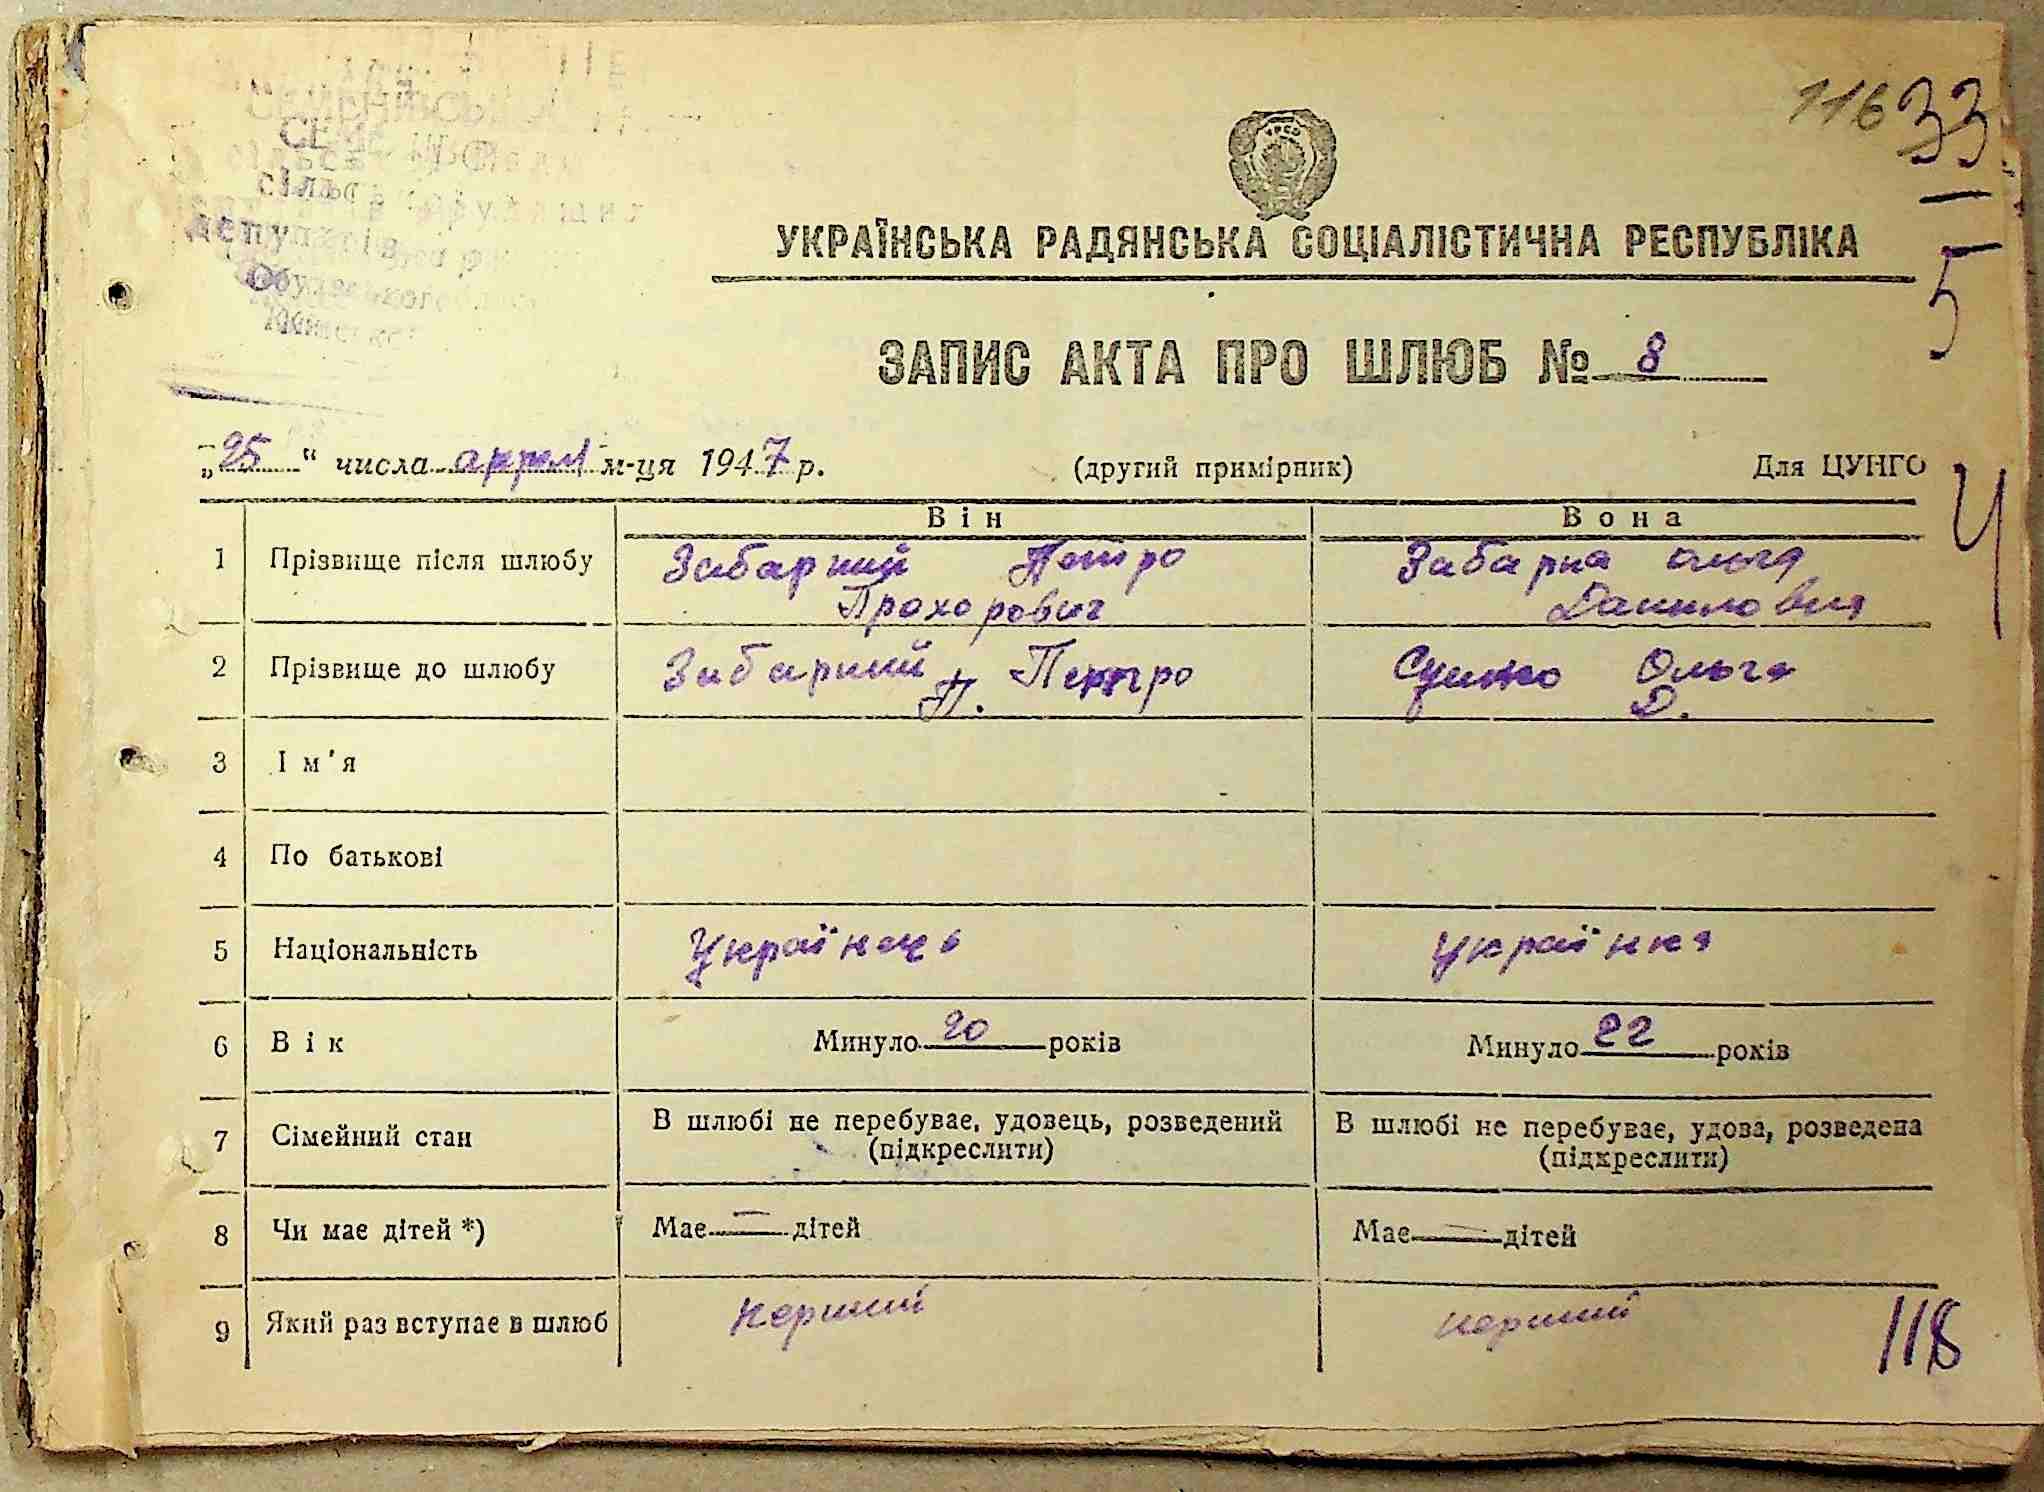 116 33
5
Ч
УКРАЇНСЬКА РАДЯНСЬКА СОЦІАЛІСТИЧНА РЕСПУБЛІКА
ЗАПИС АКТА ПРО ШЛЮБ № 8
„25“ числа м-ця 1947 р. (другий примірник) Для ЦУНГО
Він Вона
1 Прізвище після шлюбу Забарний Петро Забарна Ольга
Прохорович Даниловна
2 Прізвище до шлюбу Забарний Петро Ольга
П. Д.
3 Ім'я
4 По батькові
5 Національність Українець Українка
6 Вік Минуло 20 років Минуло 22 років
7 Сімейний стан В шлюбі не перебуває, удовець, розведений В шлюбі не перебуває, удова, розведена
(підкреслити) (підкреслити)
8 Чи має дітей *) Має — дітей Має — дітей
9 Який раз вступає в шлюб перший перший
118